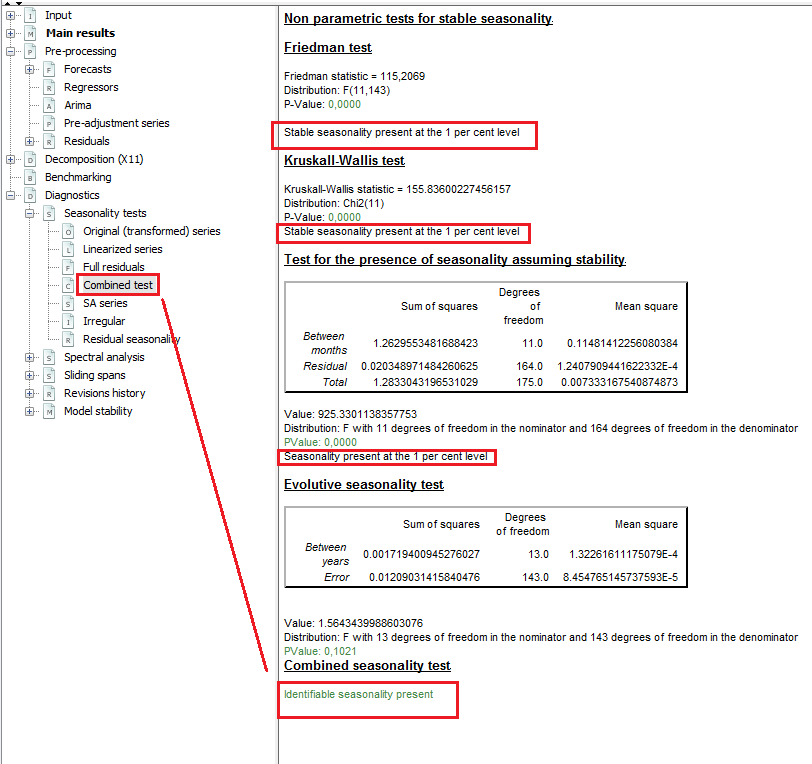 Input
Main results
Pre-processing
Forecasts
Regressors
Arima
Pre-adjustment series
Residuals
Decomposition (X11)
Benchmarking
Diagnostics
Seasonality tests
Original (transformed) series
Linearized series
Full residuals
Combined test
SA series
Irregular
Residual seasonality
Spectral analysis
Sliding spans
Revisions history
Model stability
Non parametric tests for stable seasonality.
Friedman test
Friedman statistic = 115,2069
Distribution: F(11,143)
P-Value: 0,0000
Stable seasonality present at the 1 per cent level
Kruskall-Wallis test
Kruskall-Wallis statistic = 155.83600227456157
Distribution: Chi2(11)
P-Value: 0,0000
Stable seasonality present at the 1 per cent level
Test for the presence of seasonality assuming stability.
Sum of squares Degrees of freedom Mean square
Between months 1.2629553481688423 11.0 0.11481412256080384
Residual 0.020348971484260625 164.0 1.2407909441622332E-4
Total 1.2833043196531029 175.0 0.007333167540874873
Value: 925.3301138357753
Distribution: F with 11 degrees of freedom in the nominator and 164 degrees of freedom in the denominator
PValue: 0,0000
Seasonality present at the 1 per cent level
Evolutive seasonality test
Sum of squares Degrees of freedom Mean square
Between years 0.001719400945276027 13.0 1.32261611175079E-4
Error 0.01209031415840476 143.0 8.454765145737593E-5
Value: 1.5643439988603076
Distribution: F with 13 degrees of freedom in the nominator and 143 degrees of freedom in the denominator
PValue: 0,1021
Combined seasonality test
Identifiable seasonality present